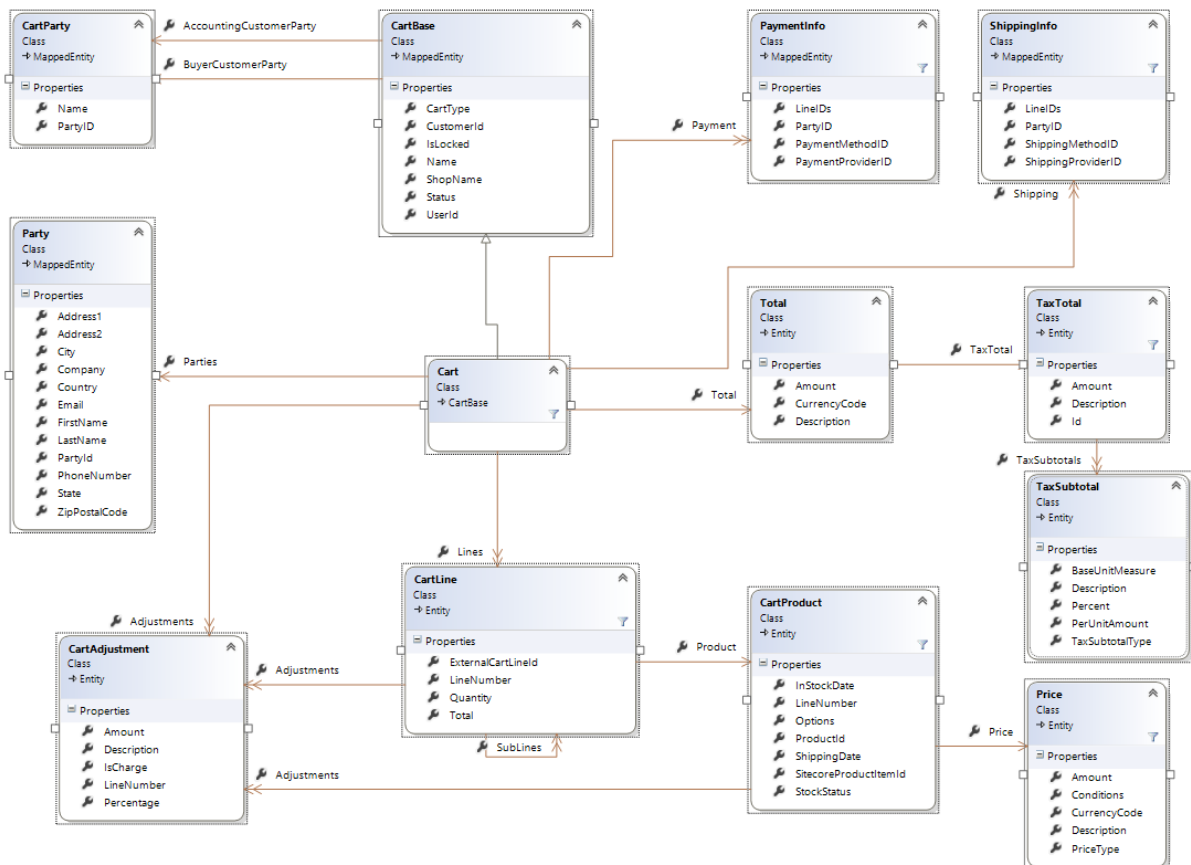 CartParty
Class
MappedEntity
Properties
Name
PartyID
AccountingCustomerParty
BuyerCustomerParty
CartBase
Class
MappedEntity
Properties
CartType
CustomerId
IsLocked
Name
ShopName
Status
UserId
Payment
PaymentInfo
Class
MappedEntity
Properties
LineIDs
PartyID
PaymentMethodID
PaymentProviderID
ShippingInfo
Class
MappedEntity
Properties
LineIDs
PartyID
ShippingMethodID
ShippingProviderID
Shipping
Party
Class
MappedEntity
Properties
Address1
Address2
City
Company
Country
Email
FirstName
LastName
PartyId
PhoneNumber
State
ZipPostalCode
Parties
Cart
Class
CartBase
Total
Total
Class
Entity
Properties
Amount
CurrencyCode
Description
TaxTotal
TaxTotal
Class
Entity
Properties
Amount
Description
Id
TaxSubtotals
TaxSubtotal
Class
Entity
Properties
BaseUnitMeasure
Description
Percent
PerUnitAmount
TaxSubtotalType
Lines
Adjustments
CartAdjustment
Class
Entity
Properties
Amount
Description
IsCharge
LineNumber
Percentage
Adjustments
Adjustments
CartLine
Class
Entity
Properties
ExternalCartLineId
LineNumber
Quantity
Total
SubLines
Product
CartProduct
Class
Entity
Properties
InStockDate
LineNumber
Options
ProductId
ShippingDate
SitecoreProductItemId
StockStatus
Price
Price
Class
Entity
Properties
Amount
Conditions
CurrencyCode
Description
PriceType